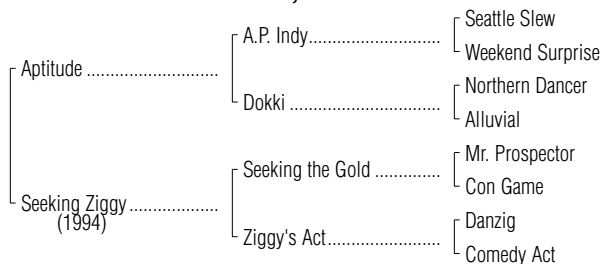 Seattle Slew
A.P. Indy..............................
Weekend Surprise
Aptitude ..............................
Northern Dancer
Dokki ..................................
Alluvial
Mr. Prospector
Seeking the Gold ...............
Con Game
Seeking Ziggy....................
(1994)
Danzig
Ziggy's Act..........................
Comedy Act